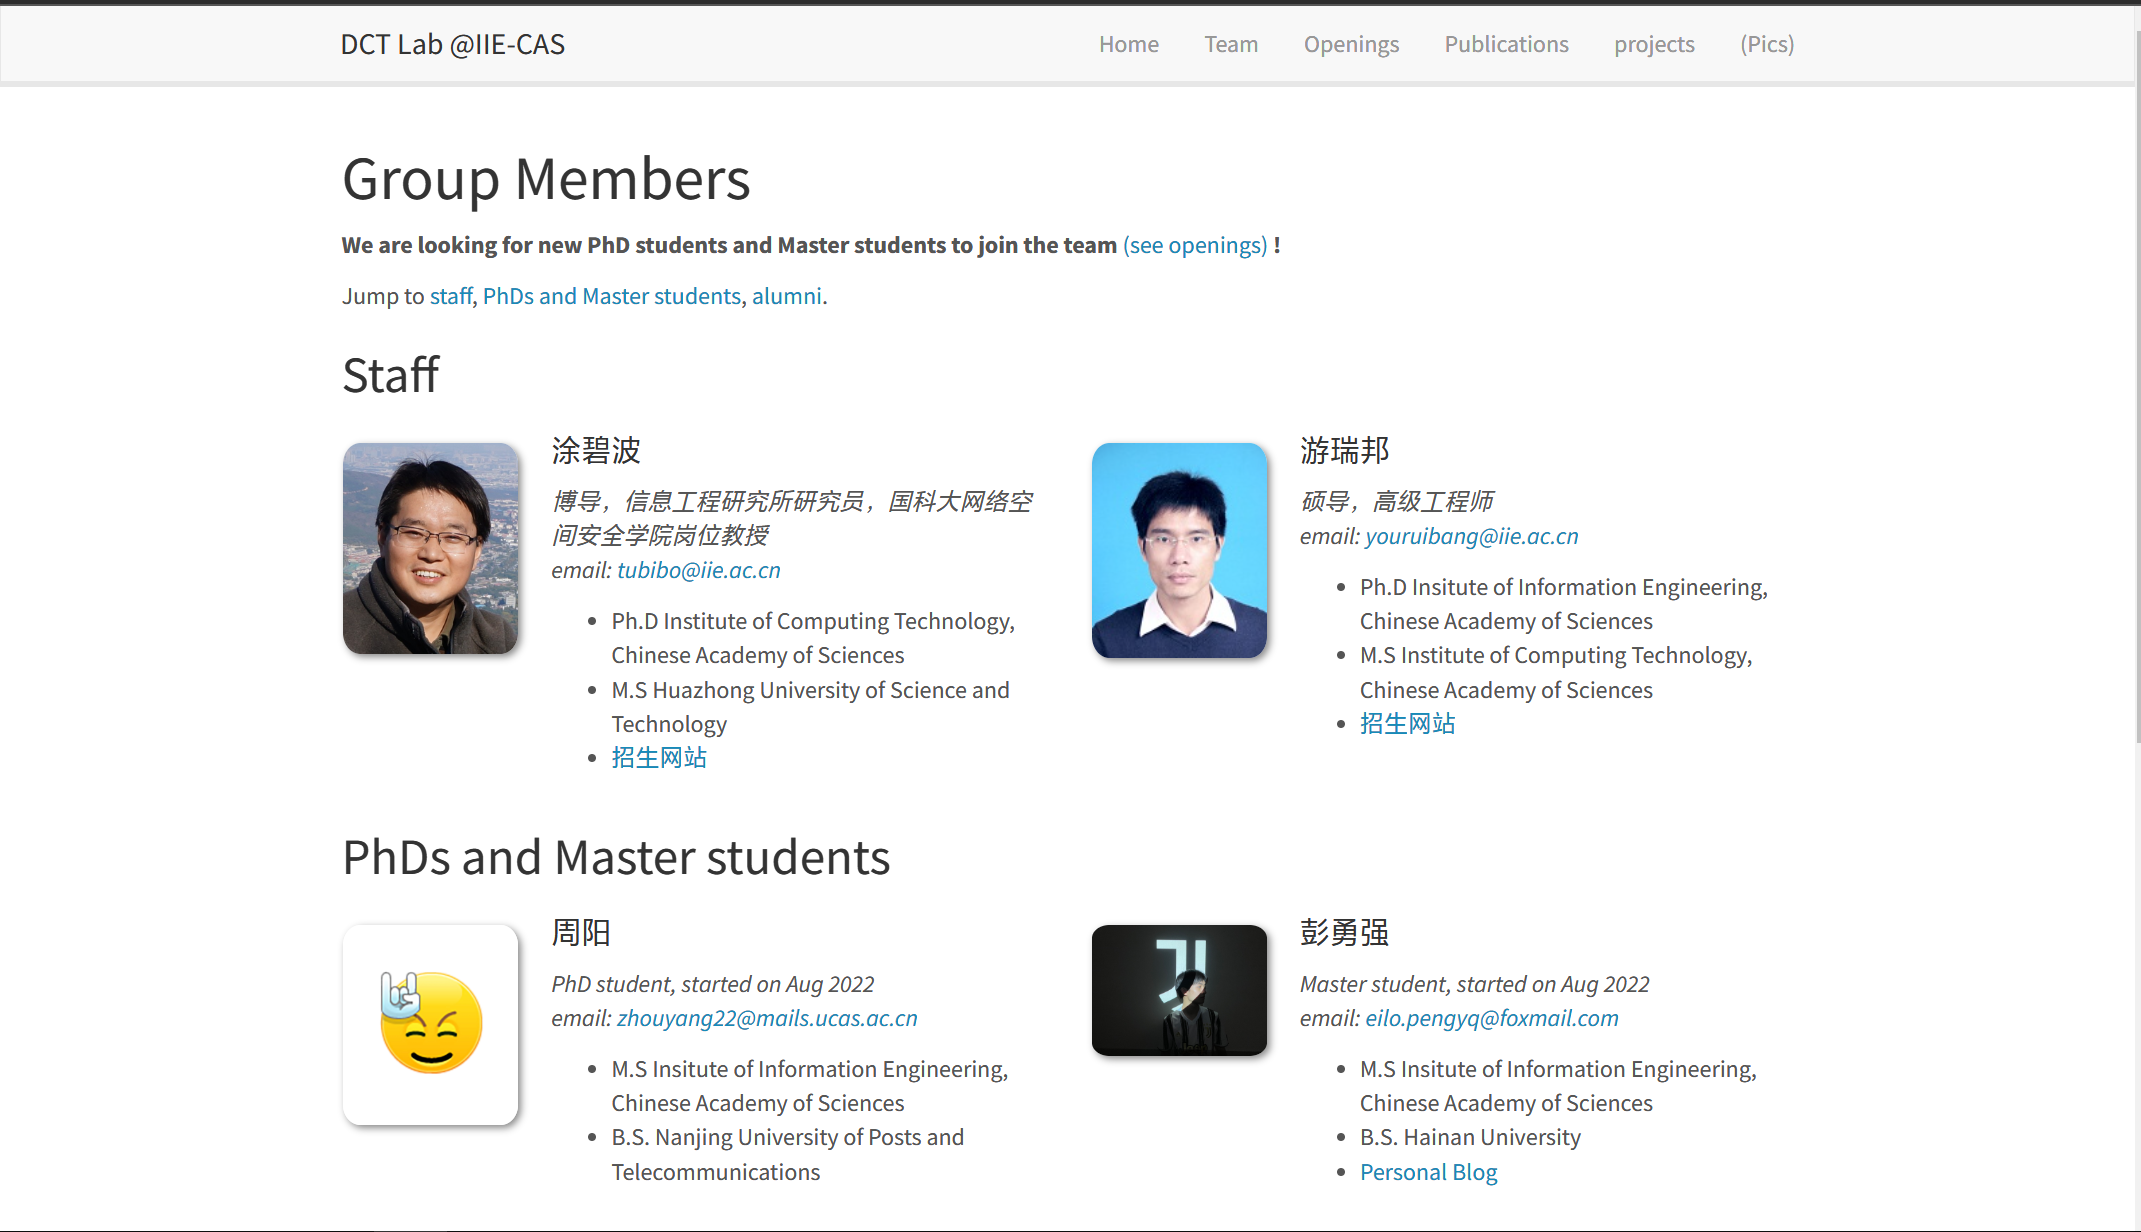 DCT Lab @IIE-CAS
Home
Team
Openings
Publications
projects
(Pics)
Group Members
We are looking for new PhD students and Master students to join the team (see openings) !
Jump to staff, PhDs and Master students, alumni.
Staff
涂碧波
博导，信息工程研究所研究员，国科大网络空
间安全学院岗位教授
email: tubibo@iie.ac.cn
Ph.D Institute of Computing Technology,
Chinese Academy of Sciences
M.S Huazhong University of Science and
Technology
招生网站
游瑞邦
硕导，高级工程师
email: youruibang@iie.ac.cn
Ph.D Insitute of Information Engineering,
Chinese Academy of Sciences
M.S Institute of Computing Technology,
Chinese Academy of Sciences
招生网站
PhDs and Master students
周阳
PhD student, started on Aug 2022
email: zhouyang22@mails.ucas.ac.cn
M.S Insitute of Information Engineering,
Chinese Academy of Sciences
B.S. Nanjing University of Posts and
Telecommunications
彭勇强
Master student, started on Aug 2022
email: eilo.pengyq@foxmail.com
M.S Insitute of Information Engineering,
Chinese Academy of Sciences
B.S. Hainan University
Personal Blog